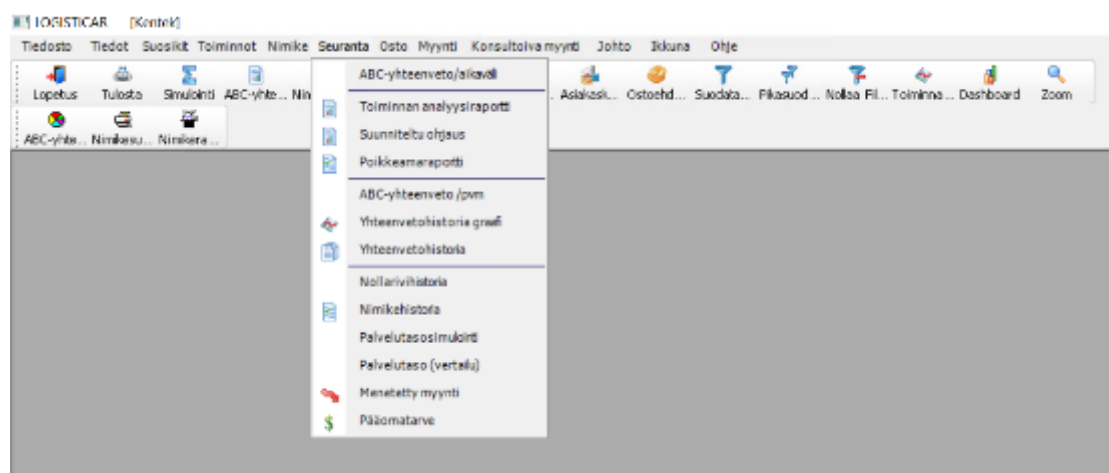 LOGISTICAR [Kentek]
Tiedosto Tiedot Suosikit Toiminnot Nimike Seuranta Osto Myynti Konsultoiva myynti Johto Ikkuna Ohje
Lopetus Tulosta Simulointi ABC-yhte... Nim . Asiakask... Ostoehd... Suodata... Pikasuod... Nollaa Fil... Toiminna... Dashboard Zoom
ABC-yhte... Nimikesu... Nimikera...
ABC-yhteenveto/aikaväli
Toiminnan analyysiraportti
Suunniteltu ohjaus
Poikkeamaraportti
ABC-yhteenveto /pvm
Yhteenvetohistoria graafi
Yhteenvetohistoria
Nollarivihistoria
Nimikehistoria
Palvelutasosimulointi
Palvelutaso (vertailu)
Menetetty myynti
Pääomatarve